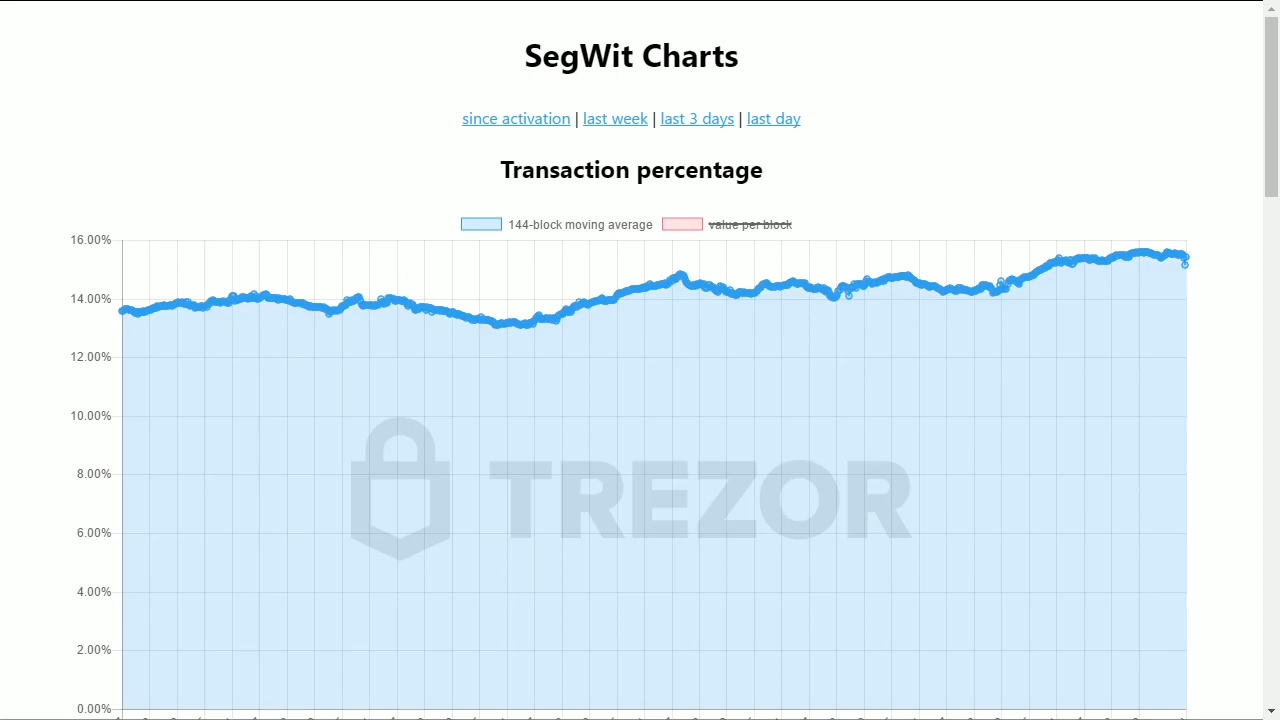 SegWit Charts
since activation | last week | last 3 days | last day
Transaction percentage
144-block moving average value per block
16.00%
14.00%
12.00%
10.00%
8.00%
6.00%
4.00%
2.00%
0.00%
TREZOR